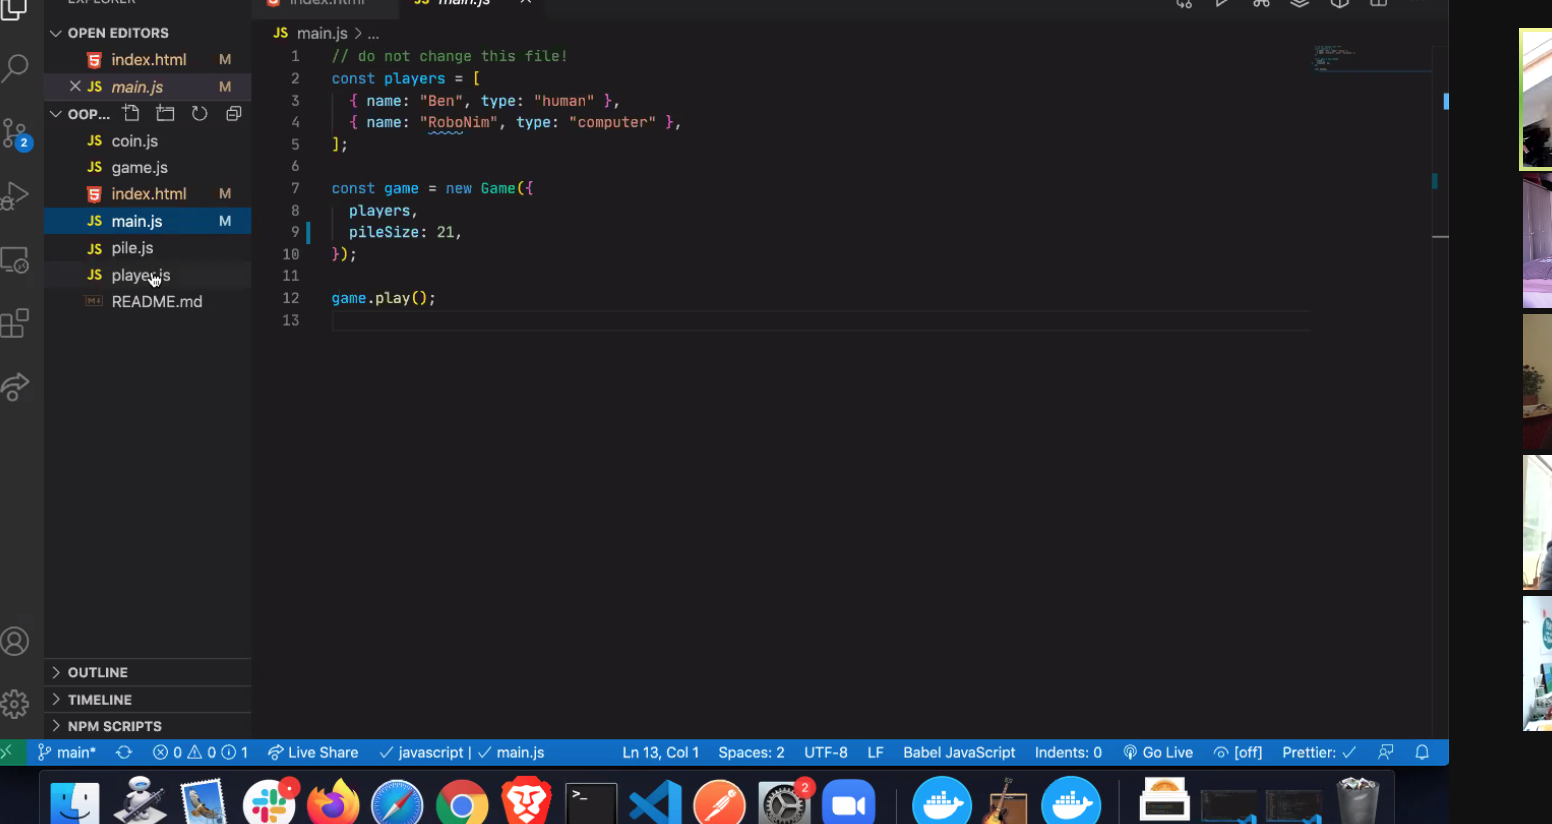 EXPLORER
index.html
main.js
OPEN EDITORS
index.html M
main.js M
OOP...
coin.js
game.js
index.html M
main.js M
pile.js
player.js
README.md
OUTLINE
TIMELINE
NPM SCRIPTS
main.js > ...
1 // do not change this file!
2 const players = [
3 { name: "Ben", type: "human" },
4 { name: "RoboNim", type: "computer" },
5 ];
6
7 const game = new Game({
8 players,
9 pileSize: 21,
10 });
11
12 game.play();
13
2
main* 0 0 1 Live Share javascript | main.js Ln 13, Col 1 Spaces: 2 UTF-8 LF Babel JavaScript Indents: 0 Go Live [off] Prettier:
2